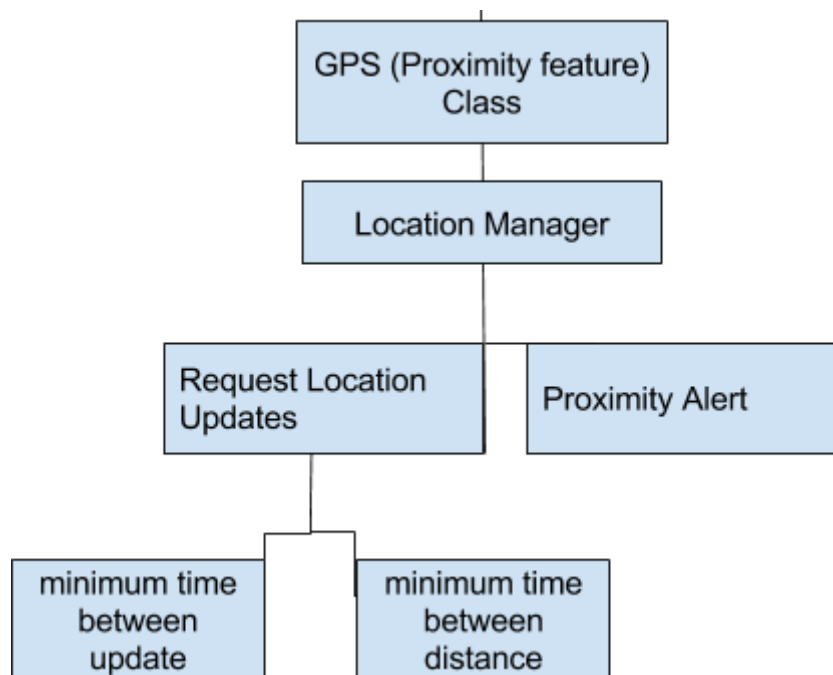 GPS (Proximity feature)
Class
Location Manager
Request Location
Updates
Proximity Alert
minimum time
between
update
minimum time
between
distance